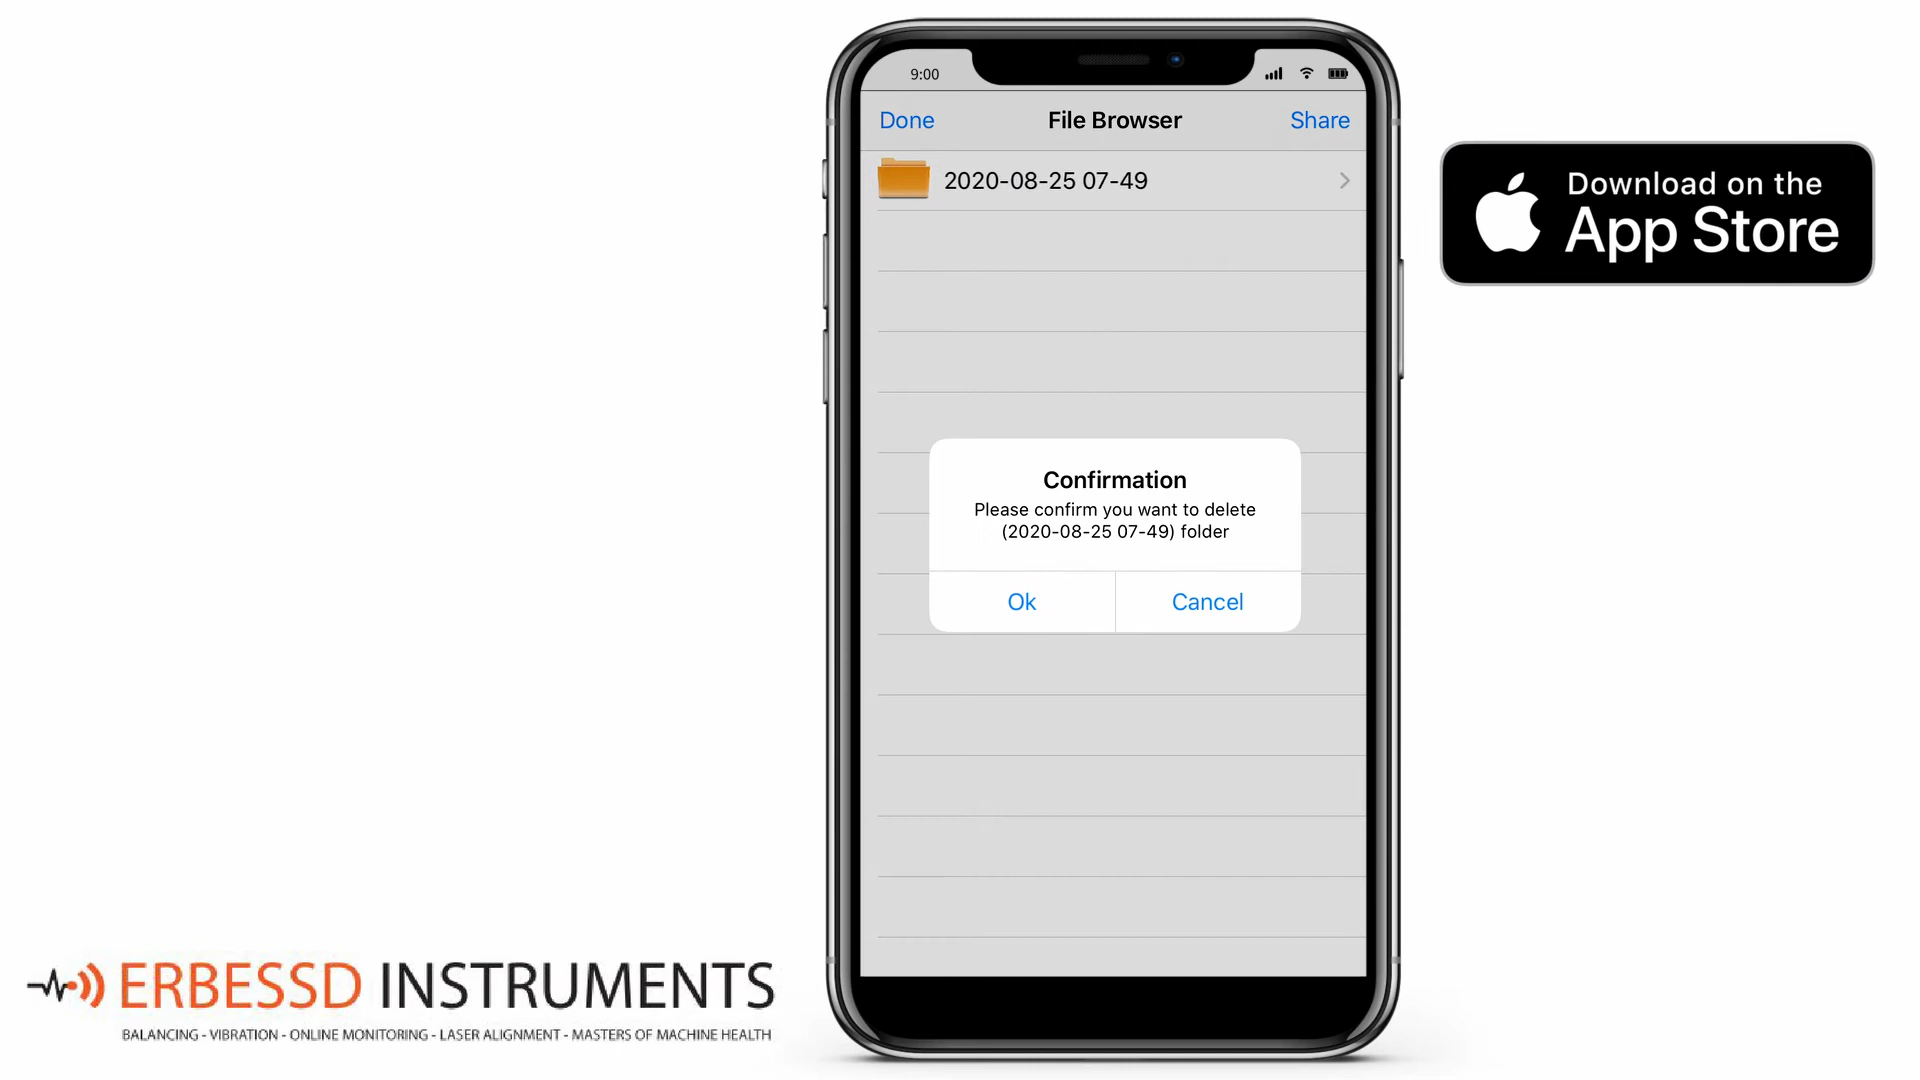 9:00
Done
File Browser
Share
2020-08-25 07-49
Download on the
App Store
Confirmation
Please confirm you want to delete
(2020-08-25 07-49) folder
Ok
Cancel
ERBESSD INSTRUMENTS
BALANCING - VIBRATION - ONLINE MONITORING - LASER ALIGNMENT - MASTERS OF MACHINE HEALTH